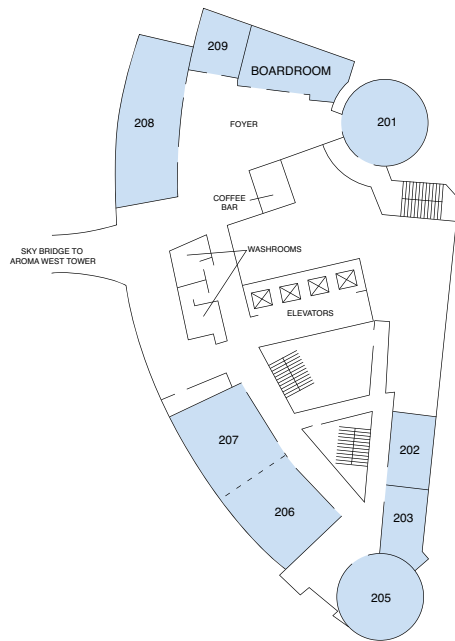 209
BOARDROOM
208
FOYER
201
COFFEE
BAR
SKY BRIDGE TO
AROMA WEST TOWER
WASHROOMS
ELEVATORS
207
202
206
203
205